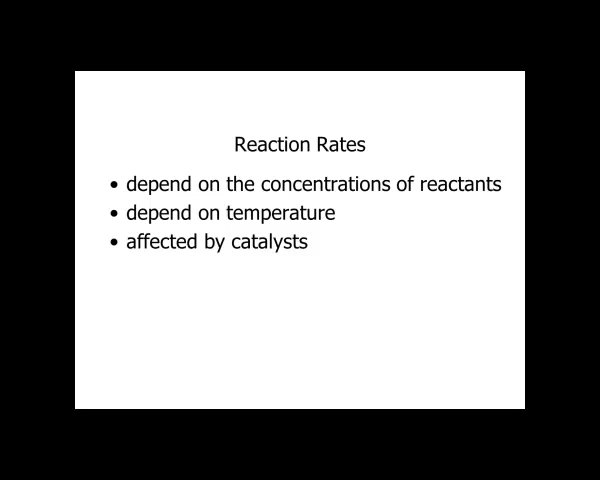 Reaction Rates
• depend on the concentrations of reactants
• depend on temperature
• affected by catalysts